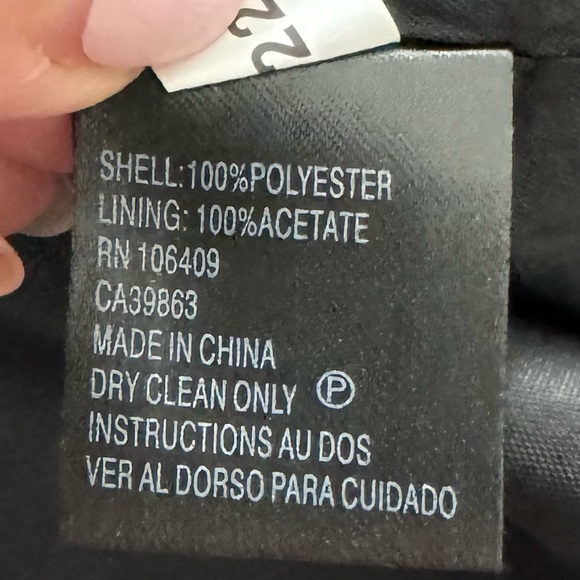 22
SHELL:100%POLYESTER
LINING: 100%ACETATE
RN 106409
CA39863
MADE IN CHINA
DRY CLEAN ONLY Ⓟ
INSTRUCTIONS AU DOS
VER AL DORSO PARA CUIDADO